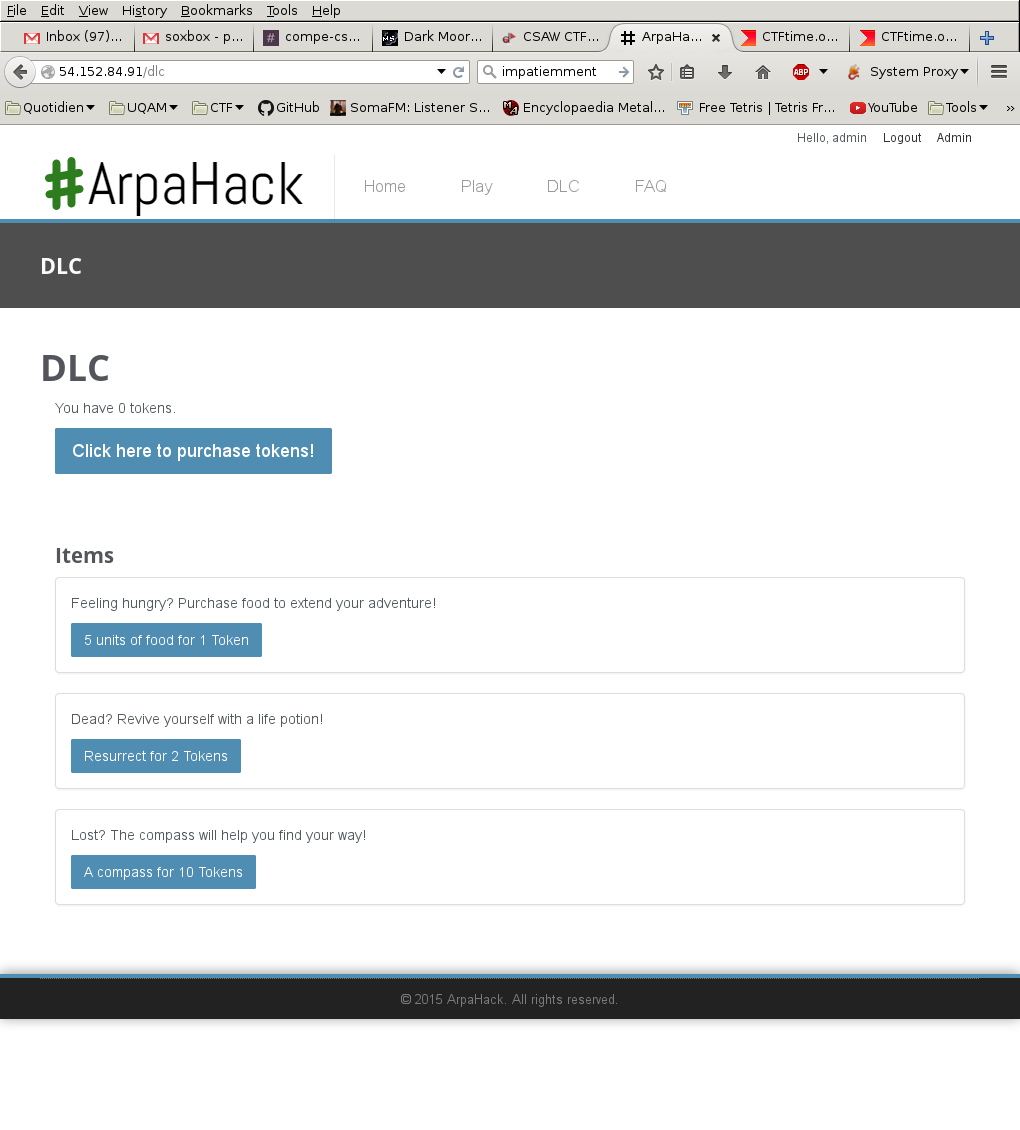 File Edit View History Bookmarks Tools Help
Inbox (97)... soxbox - p... compe-cs... Dark Moor... CSAW CTF... ArpaHa... CTFtime.o... CTFtime.o...
54.152.84.91/dlc impatiemment ABP System Proxy
Quotidien UQAM CTF GitHub SomaFM: Listener S... Encyclopaedia Metal... Free Tetris | Tetris Fr... YouTube Tools »
Hello, admin Logout Admin
#ArpaHack Home Play DLC FAQ
DLC
DLC
You have 0 tokens.
Click here to purchase tokens!
Items
Feeling hungry? Purchase food to extend your adventure!
5 units of food for 1 Token
Dead? Revive yourself with a life potion!
Resurrect for 2 Tokens
Lost? The compass will help you find your way!
A compass for 10 Tokens
© 2015 ArpaHack. All rights reserved.